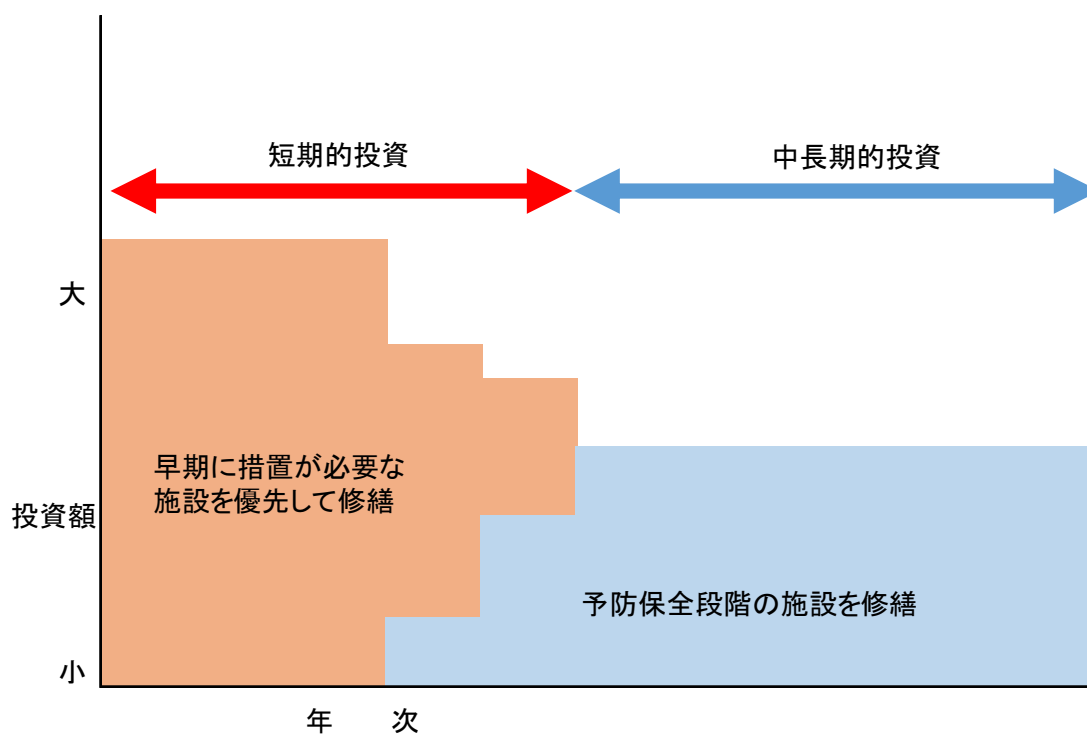 短期的投資
中長期的投資
大
早期に措置が必要な
施設を優先して修繕
投資額
予防保全段階の施設を修繕
小
年 次